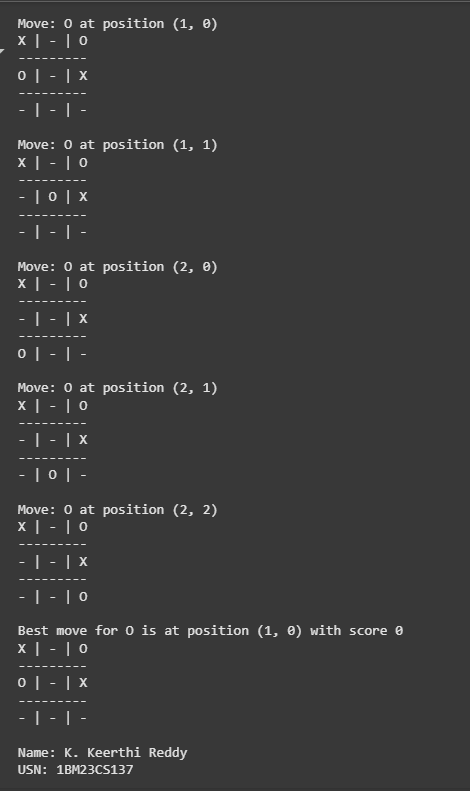 Move: O at position (1, 0)
X | - | O
---------
O | - | X
---------
- | - | -
Move: O at position (1, 1)
X | - | O
---------
- | O | X
---------
- | - | -
Move: O at position (2, 0)
X | - | O
---------
- | - | X
---------
O | - | -
Move: O at position (2, 1)
X | - | O
---------
- | - | X
---------
- | O | -
Move: O at position (2, 2)
X | - | O
---------
- | - | X
---------
- | - | O
Best move for O is at position (1, 0) with score 0
X | - | O
---------
O | - | X
---------
- | - | -
Name: K. Keerthi Reddy
USN: 1BM23CS137